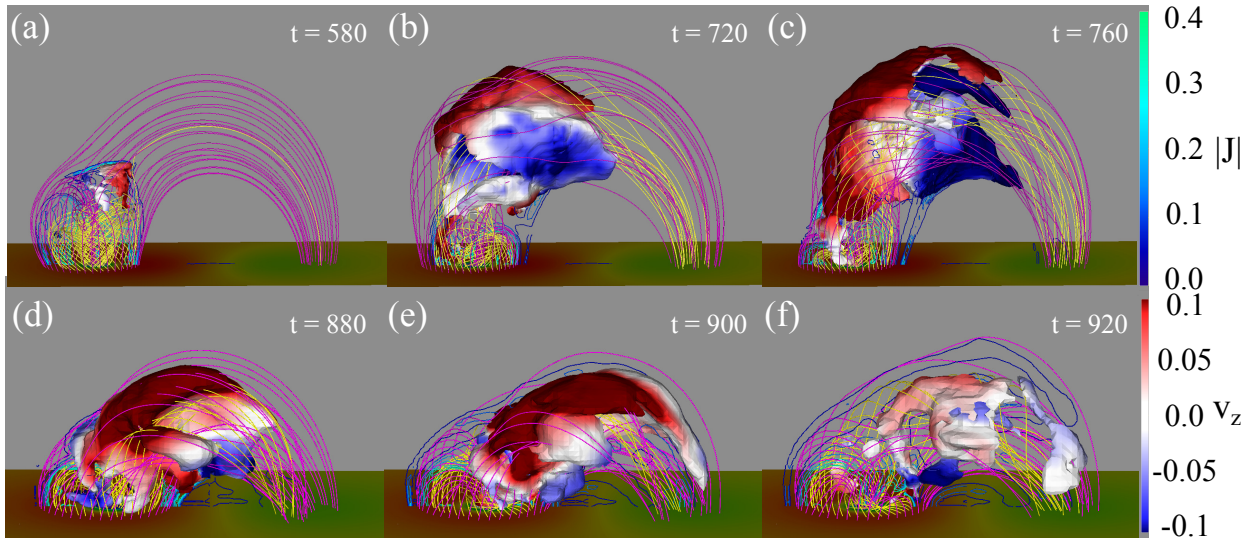 (a) t = 580
(b) t = 720
(c) t = 760
0.4
0.3
0.2
0.1
0.0
|J|
(d) t = 880
(e) t = 900
(f) t = 920
0.1
0.05
0.0
-0.05
-0.1
v_z